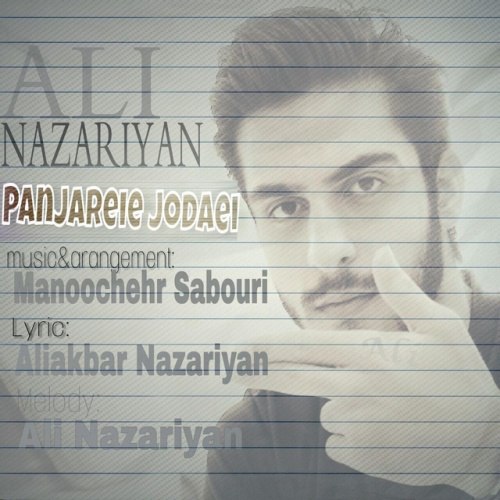 ALI
NAZARIYAN
PANJAREIE JODAEI
music&arangement:
Manoochehr Sabouri
Lyric:
Aliakbar Nazariyan
Melody:
Ali Nazariyan